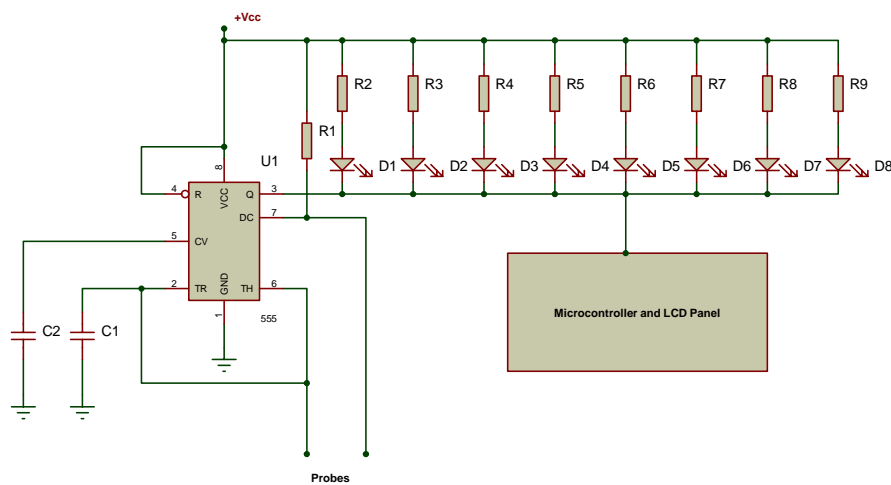 +Vcc
R2 R3 R4 R5 R6 R7 R8 R9
R1
U1
D1 D2 D3 D4 D5 D6 D7 D8
8
4 R VCC Q 3
DC 7
5 CV
2 TR GND TH 6
1
555
C2 C1
Microcontroller and LCD Panel
Probes